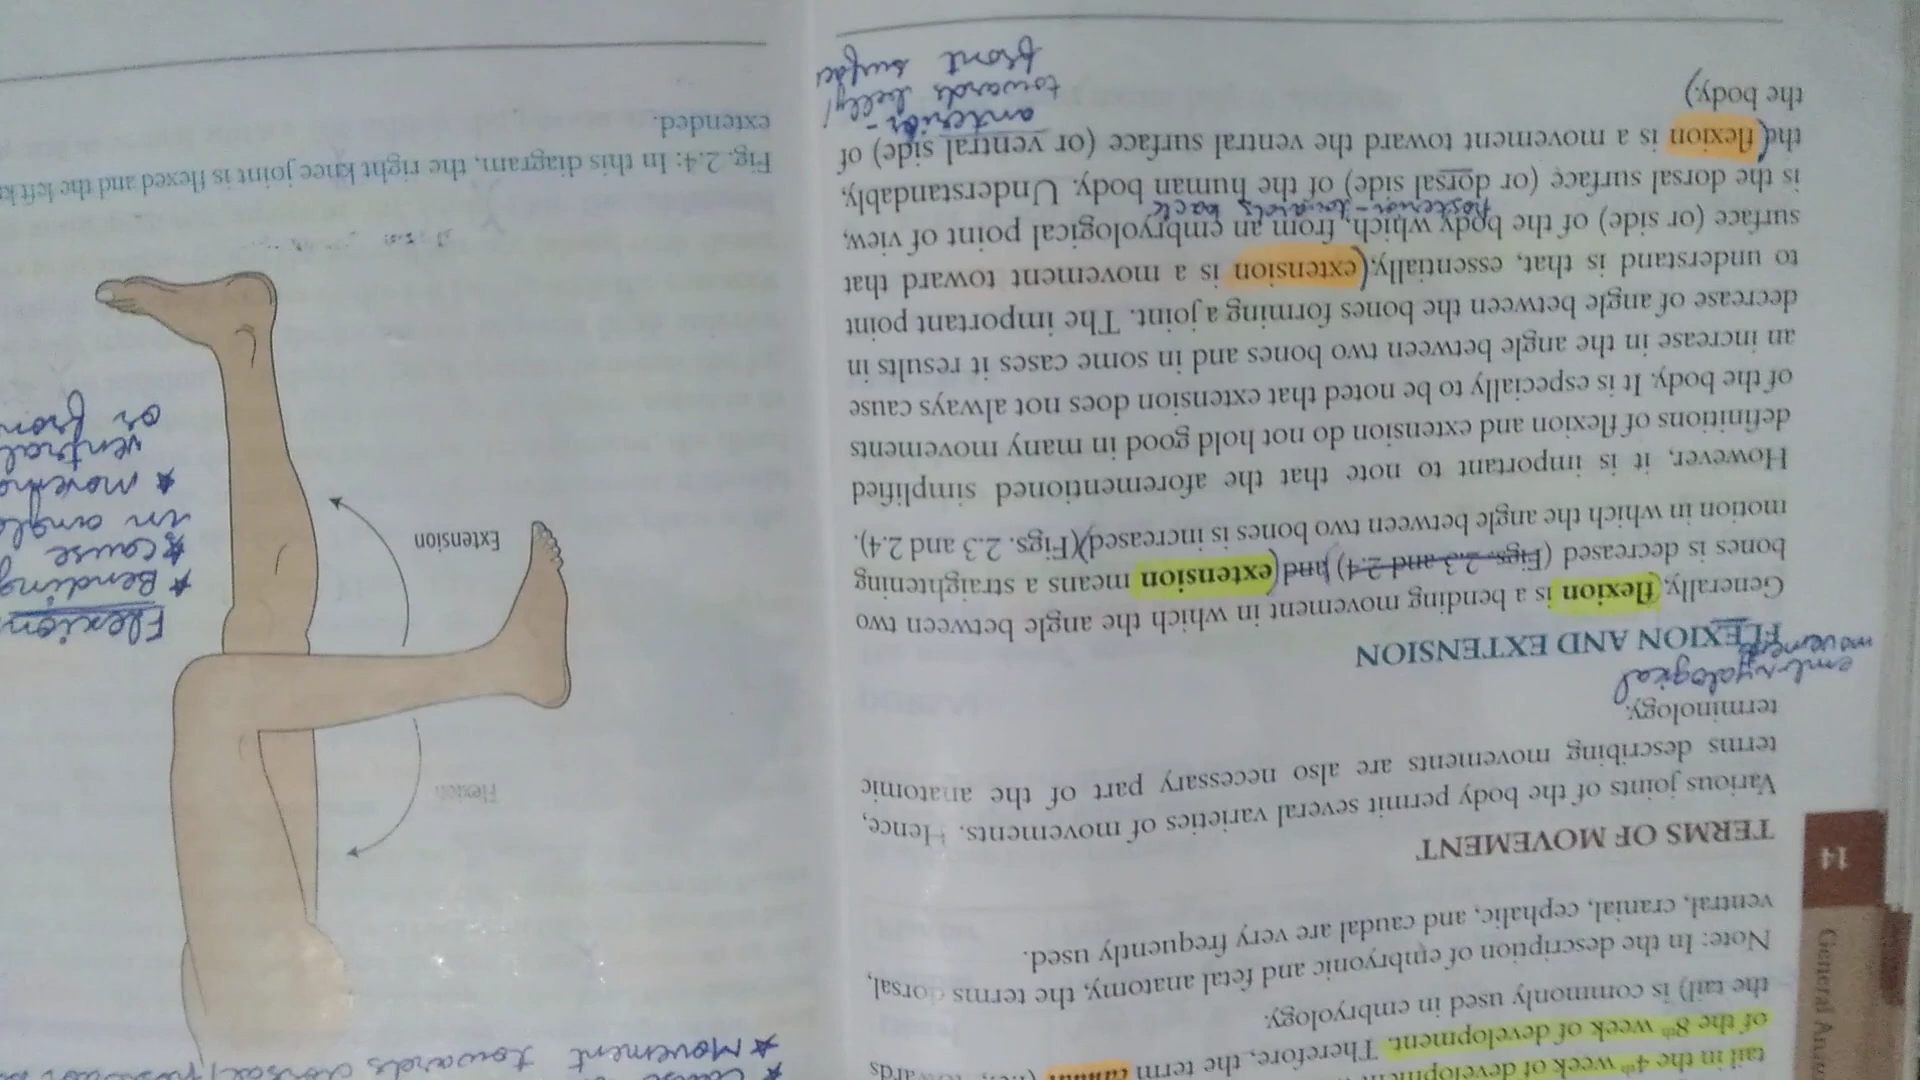 General Ana
14
tail in the 4th week of development
of the 8th week of development. Therefore, the term
the tail) is commonly used in embryology.
Note: In the description of embryonic and fetal anatomy, the terms dorsal,
ventral, cranial, cephalic, and caudal are very frequently used.
TERMS OF MOVEMENT
Various joints of the body permit several varieties of movements. Hence,
terms describing movements are also necessary part of the anatomic
terminology.
embryological
movements
FLEXION AND EXTENSION
Generally, flexion is a bending movement in which the angle between two
bones is decreased (Figs. 2.3 and 2.4) and extension means a straightening
motion in which the angle between two bones is increased (Figs. 2.3 and 2.4).
However, it is important to note that the aforementioned simplified
definitions of flexion and extension do not hold good in many movements
of the body. It is especially to be noted that extension does not always cause
an increase in the angle between two bones and in some cases it results in
decrease of angle between the bones forming a joint. The important point
to understand is that, essentially, (extension is a movement toward that
surface (or side) of the body which, from an embryological point of view,
Posterior - towards back
is the dorsal surface (or dorsal side) of the human body. Understandably,
the (flexion is a movement toward the ventral surface (or ventral side) of
the body.)
anterior -
towards belly/
front surface
★ Movement towards dorsal/
Flexion
Extension
Flexion
★ Bending
★ cause
in angle
★ movement
ventral
or front
Fig. 2.4: In this diagram, the right knee joint is flexed and the left
extended.